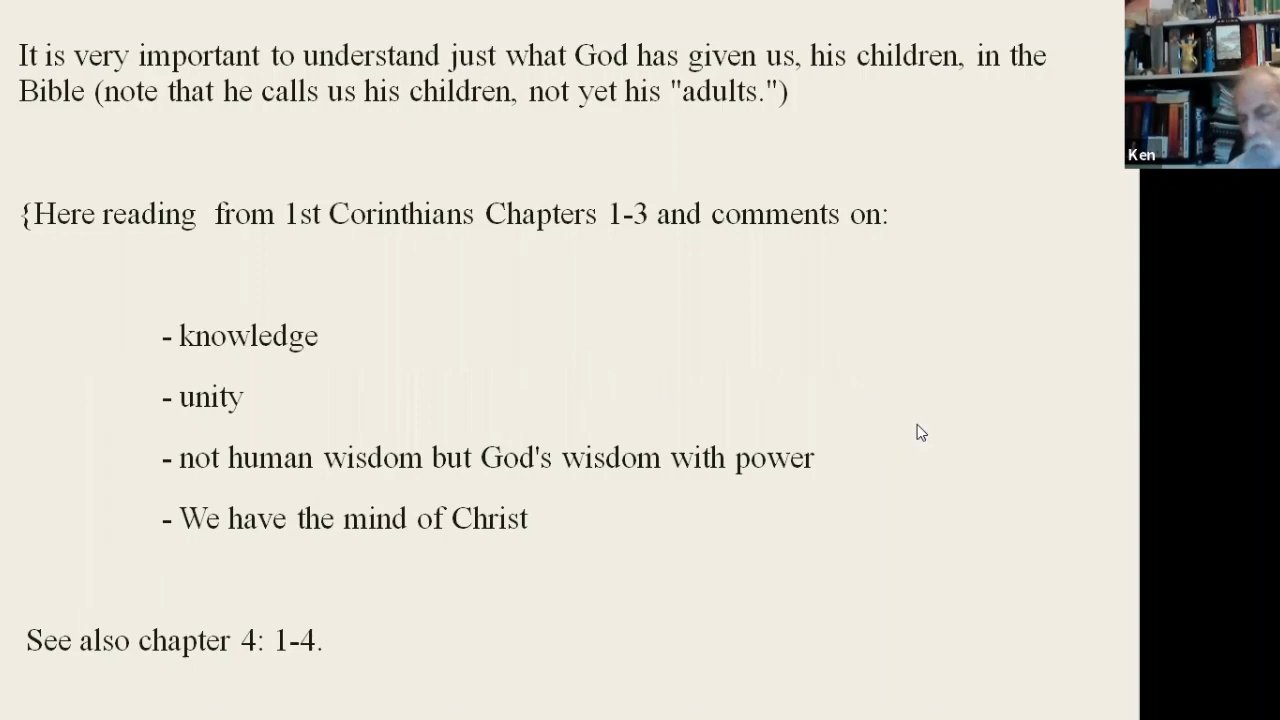 It is very important to understand just what God has given us, his children, in the
Bible (note that he calls us his children, not yet his "adults.")
Ken
{Here reading from 1st Corinthians Chapters 1-3 and comments on:
- knowledge
- unity
- not human wisdom but God's wisdom with power
- We have the mind of Christ
See also chapter 4: 1-4.